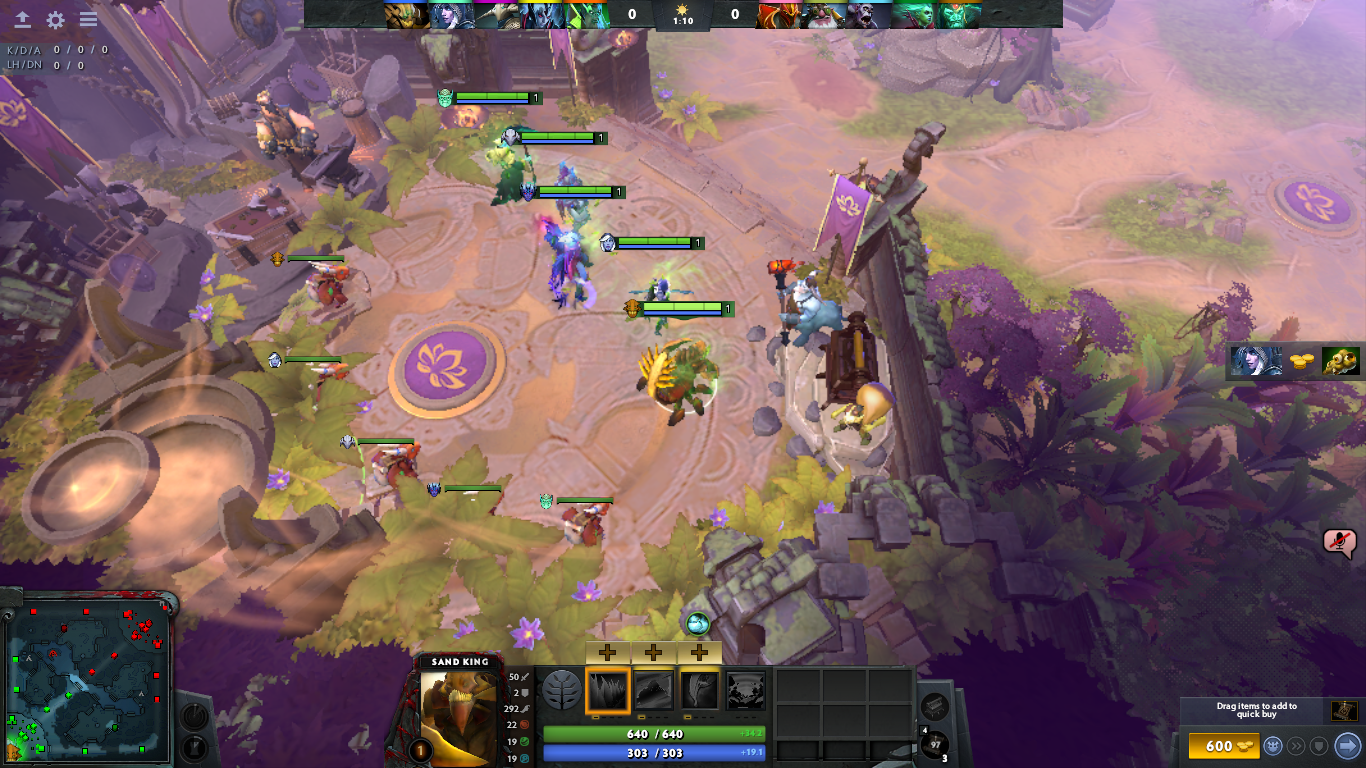 K/D/A 0 / 0 / 0
LH/DN 0 / 0
0 1:10 0
1
1
1
1
1
SAND KING
50
2
292
22
19
19
1
640 / 640 +34.2
303 / 303 +19.1
4
97
3
Drag items to add to
quick buy
600